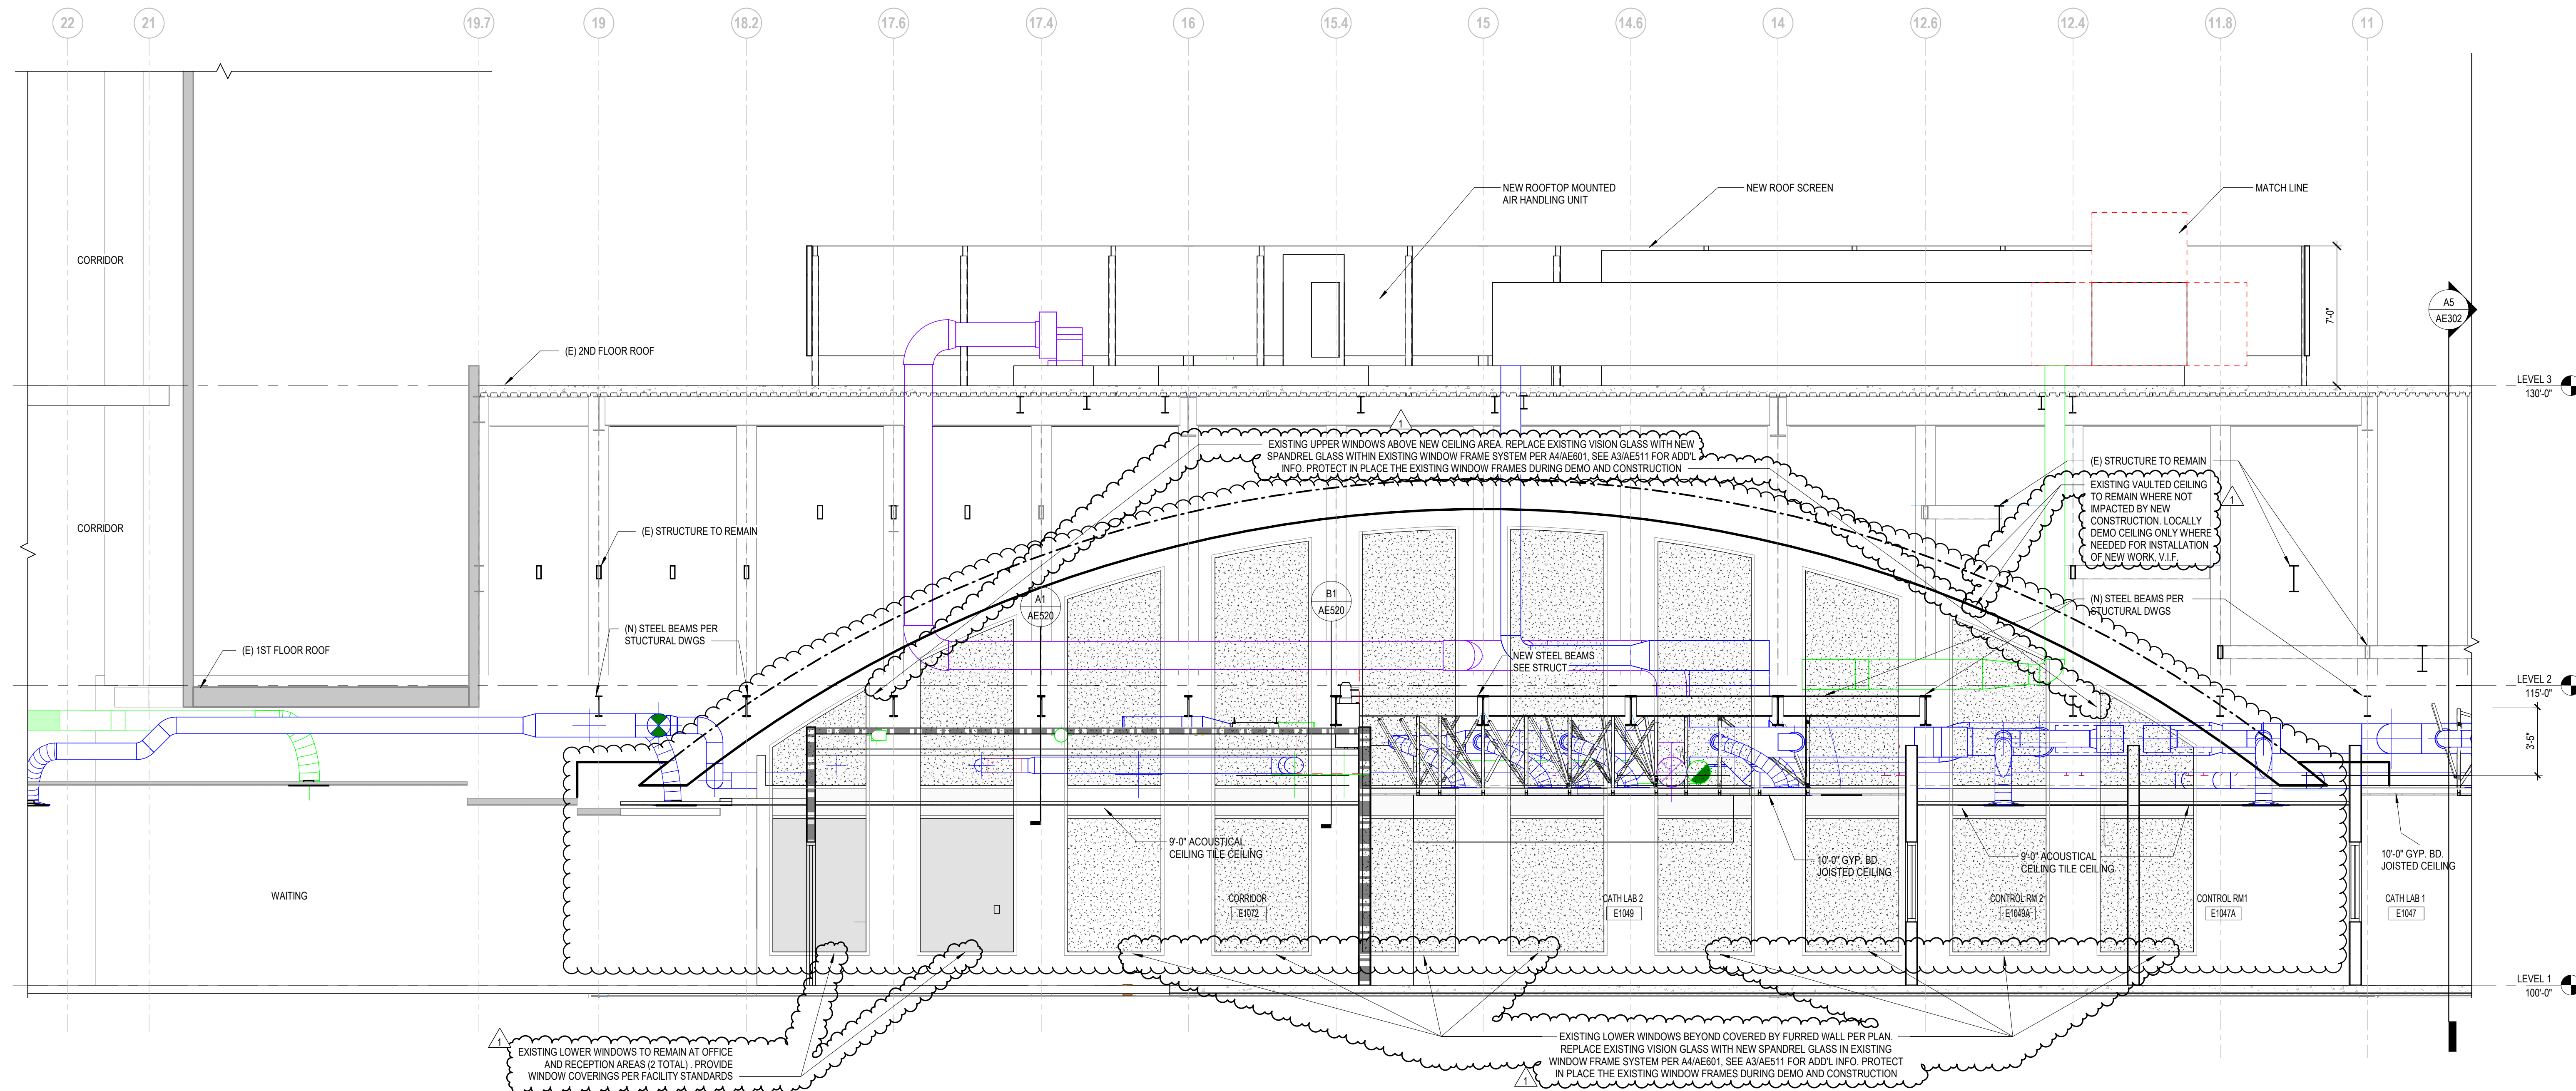 22
21
19.7
19
18.2
17.6
17.4
16
15.4
15
14.6
14
12.6
12.4
11.8
11
NEW ROOFTOP MOUNTED
AIR HANDLING UNIT
NEW ROOF SCREEN
MATCH LINE
CORRIDOR
A5
AE302
7'-0"
(E) 2ND FLOOR ROOF
LEVEL 3
130'-0"
1
EXISTING UPPER WINDOWS ABOVE NEW CEILING AREA. REPLACE EXISTING VISION GLASS WITH NEW
SPANDREL GLASS WITHIN EXISTING WINDOW FRAME SYSTEM PER A4/AE601, SEE A3/AE511 FOR ADD'L
INFO. PROTECT IN PLACE THE EXISTING WINDOW FRAMES DURING DEMO AND CONSTRUCTION
(E) STRUCTURE TO REMAIN
EXISTING VAULTED CEILING
TO REMAIN WHERE NOT
IMPACTED BY NEW
CONSTRUCTION. LOCALLY
DEMO CEILING ONLY WHERE
NEEDED FOR INSTALLATION
OF NEW WORK, V.I.F.
1
CORRIDOR
(E) STRUCTURE TO REMAIN
A1
AE520
B1
AE520
(N) STEEL BEAMS PER
STUCTURAL DWGS
(N) STEEL BEAMS PER
STUCTURAL DWGS
(E) 1ST FLOOR ROOF
NEW STEEL BEAMS
SEE STRUCT
LEVEL 2
115'-0"
3'-5"
9'-0" ACOUSTICAL
CEILING TILE CEILING
10'-0" GYP. BD.
JOISTED CEILING
9'-0" ACOUSTICAL
CEILING TILE CEILING
10'-0" GYP. BD.
JOISTED CEILING
WAITING
CORRIDOR
E1072
CATH LAB 2
E1049
CONTROL RM 2
E1049A
CONTROL RM1
E1047A
CATH LAB 1
E1047
LEVEL 1
100'-0"
1
EXISTING LOWER WINDOWS TO REMAIN AT OFFICE
AND RECEPTION AREAS (2 TOTAL) . PROVIDE
WINDOW COVERINGS PER FACILITY STANDARDS
EXISTING LOWER WINDOWS BEYOND COVERED BY FURRED WALL PER PLAN.
REPLACE EXISTING VISION GLASS WITH NEW SPANDREL GLASS IN EXISTING
WINDOW FRAME SYSTEM PER A4/AE601, SEE A3/AE511 FOR ADD'L INFO. PROTECT
IN PLACE THE EXISTING WINDOW FRAMES DURING DEMO AND CONSTRUCTION
1